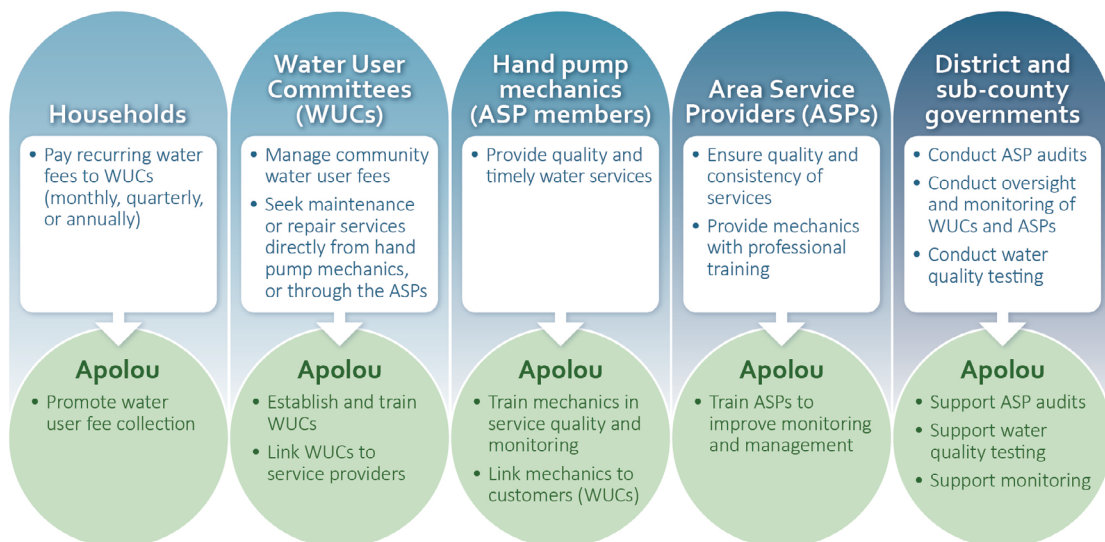 Households
• Pay recurring water
fees to WUCs
(monthly, quarterly,
or annually)
Apolou
• Promote water
user fee collection
Water User
Committees
(WUCs)
• Manage community
water user fees
• Seek maintenance
or repair services
directly from hand
pump mechanics,
or through the ASPs
Apolou
• Establish and train
WUCs
• Link WUCs to
service providers
Hand pump
mechanics
(ASP members)
• Provide quality and
timely water services
Apolou
• Train mechanics in
service quality and
monitoring
• Link mechanics to
customers (WUCs)
Area Service
Providers (ASPs)
• Ensure quality and
consistency of
services
• Provide mechanics
with professional
training
Apolou
• Train ASPs to
improve monitoring
and management
District and
sub-county
governments
• Conduct ASP audits
• Conduct oversight
and monitoring of
WUCs and ASPs
• Conduct water
quality testing
Apolou
• Support ASP audits
• Support water
quality testing
• Support monitoring